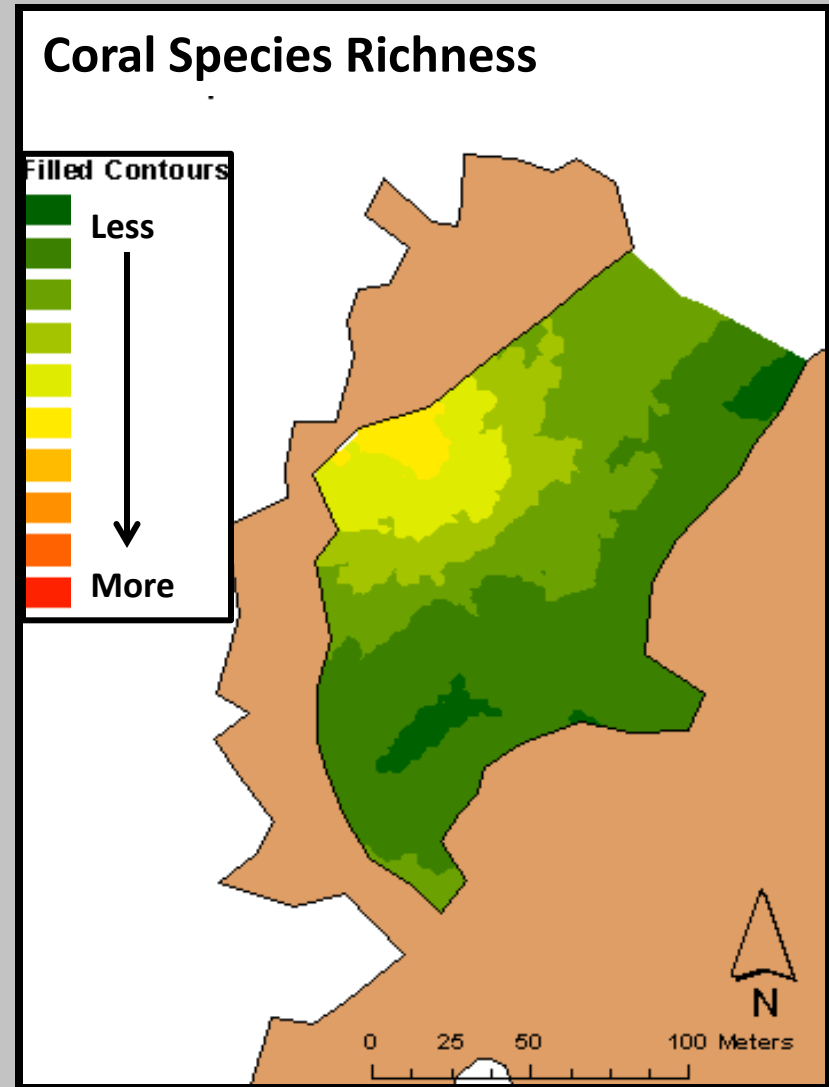 Coral Species Richness
Filled Contours
Less
More
N
0 25 50 100 Meters